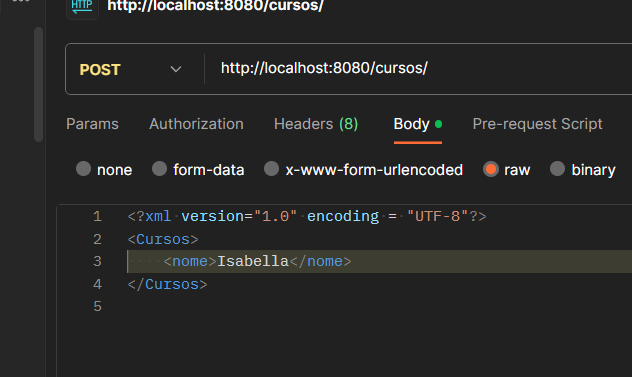 HTTP http://localhost:8080/cursos/
POST http://localhost:8080/cursos/
Params Authorization Headers (8) Body Pre-request Script
none form-data x-www-form-urlencoded raw binary
1 <?xml version="1.0" encoding = "UTF-8"?>
2 <Cursos>
3 <nome>Isabella</nome>
4 </Cursos>
5